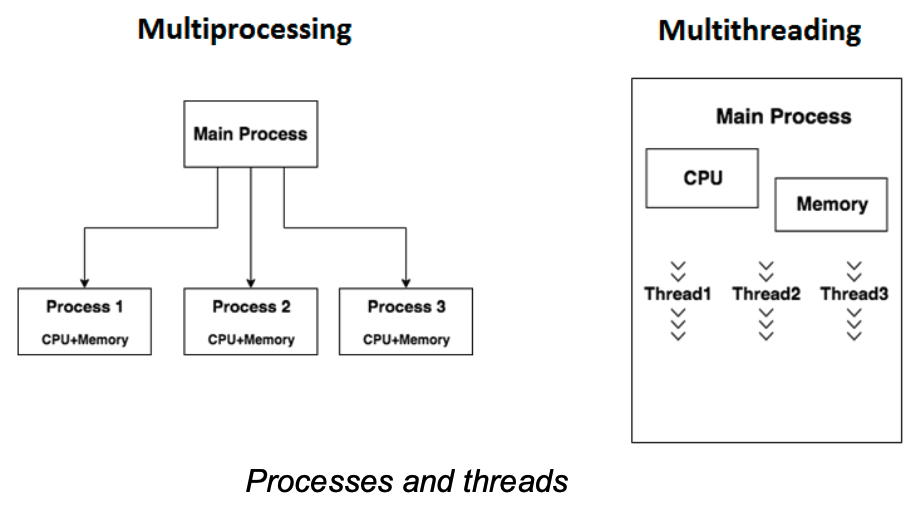 Multiprocessing
Main Process
Process 1
CPU+Memory
Process 2
CPU+Memory
Process 3
CPU+Memory
Multithreading
Main Process
CPU
Memory
Thread1
Thread2
Thread3
Processes and threads